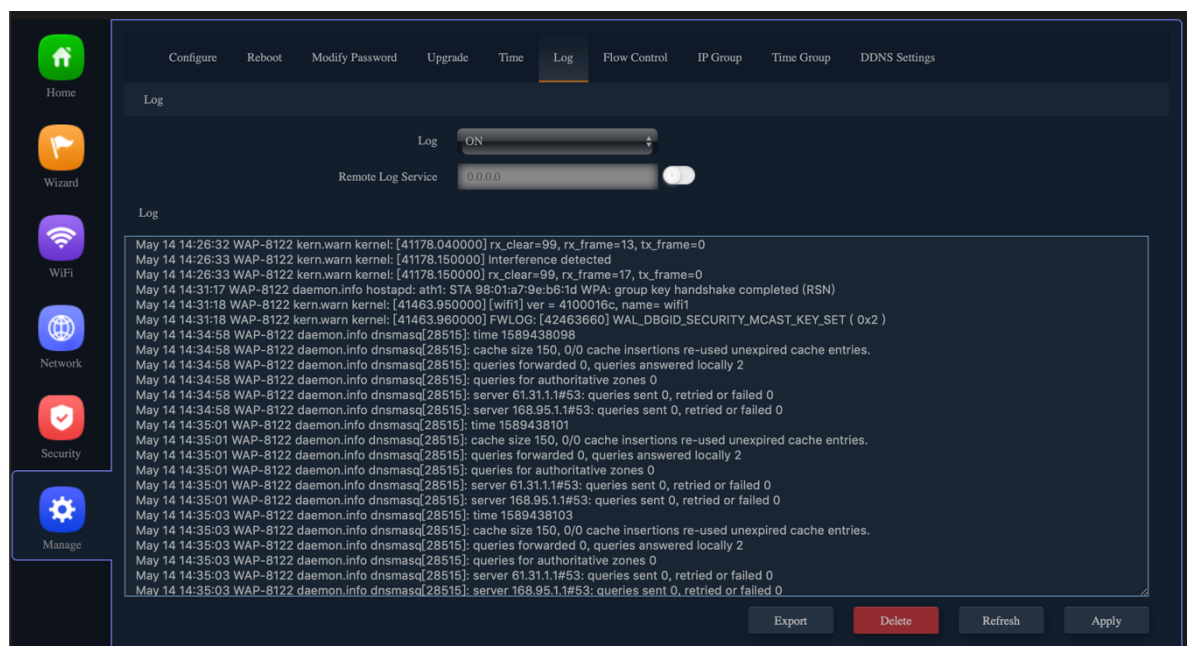 Home
Wizard
WiFi
Network
Security
Manage
Configure Reboot Modify Password Upgrade Time Log Flow Control IP Group Time Group DDNS Settings
Log
Log ON
Remote Log Service 0.0.0.0
Log
May 14 14:26:32 WAP-8122 kern.warn kernel: [41178.040000] rx_clear=99, rx_frame=13, tx_frame=0
May 14 14:26:33 WAP-8122 kern.warn kernel: [41178.150000] Interference detected
May 14 14:26:33 WAP-8122 kern.warn kernel: [41178.150000] rx_clear=99, rx_frame=17, tx_frame=0
May 14 14:31:17 WAP-8122 daemon.info hostapd: ath1: STA 98:01:a7:9e:b6:1d WPA: group key handshake completed (RSN)
May 14 14:31:18 WAP-8122 kern.warn kernel: [41463.950000] [wifi1] ver = 4100016c, name= wifi1
May 14 14:31:18 WAP-8122 kern.warn kernel: [41463.960000] FWLOG: [42463660] WAL_DBGID_SECURITY_MCAST_KEY_SET ( 0x2 )
May 14 14:34:58 WAP-8122 daemon.info dnsmasq[28515]: time 1589438098
May 14 14:34:58 WAP-8122 daemon.info dnsmasq[28515]: cache size 150, 0/0 cache insertions re-used unexpired cache entries.
May 14 14:34:58 WAP-8122 daemon.info dnsmasq[28515]: queries forwarded 0, queries answered locally 2
May 14 14:34:58 WAP-8122 daemon.info dnsmasq[28515]: queries for authoritative zones 0
May 14 14:34:58 WAP-8122 daemon.info dnsmasq[28515]: server 61.31.1.1#53: queries sent 0, retried or failed 0
May 14 14:34:58 WAP-8122 daemon.info dnsmasq[28515]: server 168.95.1.1#53: queries sent 0, retried or failed 0
May 14 14:35:01 WAP-8122 daemon.info dnsmasq[28515]: time 1589438101
May 14 14:35:01 WAP-8122 daemon.info dnsmasq[28515]: cache size 150, 0/0 cache insertions re-used unexpired cache entries.
May 14 14:35:01 WAP-8122 daemon.info dnsmasq[28515]: queries forwarded 0, queries answered locally 2
May 14 14:35:01 WAP-8122 daemon.info dnsmasq[28515]: queries for authoritative zones 0
May 14 14:35:01 WAP-8122 daemon.info dnsmasq[28515]: server 61.31.1.1#53: queries sent 0, retried or failed 0
May 14 14:35:01 WAP-8122 daemon.info dnsmasq[28515]: server 168.95.1.1#53: queries sent 0, retried or failed 0
May 14 14:35:03 WAP-8122 daemon.info dnsmasq[28515]: time 1589438103
May 14 14:35:03 WAP-8122 daemon.info dnsmasq[28515]: cache size 150, 0/0 cache insertions re-used unexpired cache entries.
May 14 14:35:03 WAP-8122 daemon.info dnsmasq[28515]: queries forwarded 0, queries answered locally 2
May 14 14:35:03 WAP-8122 daemon.info dnsmasq[28515]: queries for authoritative zones 0
May 14 14:35:03 WAP-8122 daemon.info dnsmasq[28515]: server 61.31.1.1#53: queries sent 0, retried or failed 0
May 14 14:35:03 WAP-8122 daemon.info dnsmasq[28515]: server 168.95.1.1#53: queries sent 0, retried or failed 0
Export Delete Refresh Apply